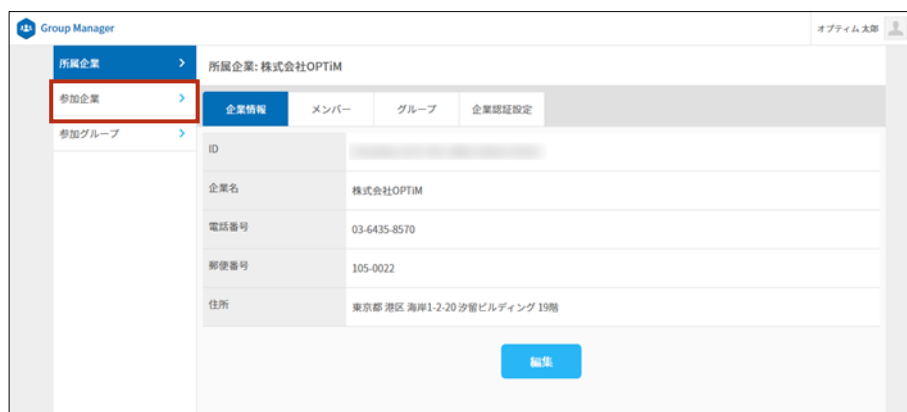 Group Manager
オプティム 太郎
所属企業
参加企業
参加グループ
所属企業: 株式会社OPTiM
企業情報 メンバー グループ 企業認証設定
ID
企業名 株式会社OPTiM
電話番号 03-6435-8570
郵便番号 105-0022
住所 東京都 港区 海岸1-2-20 汐留ビルディング 19階
編集